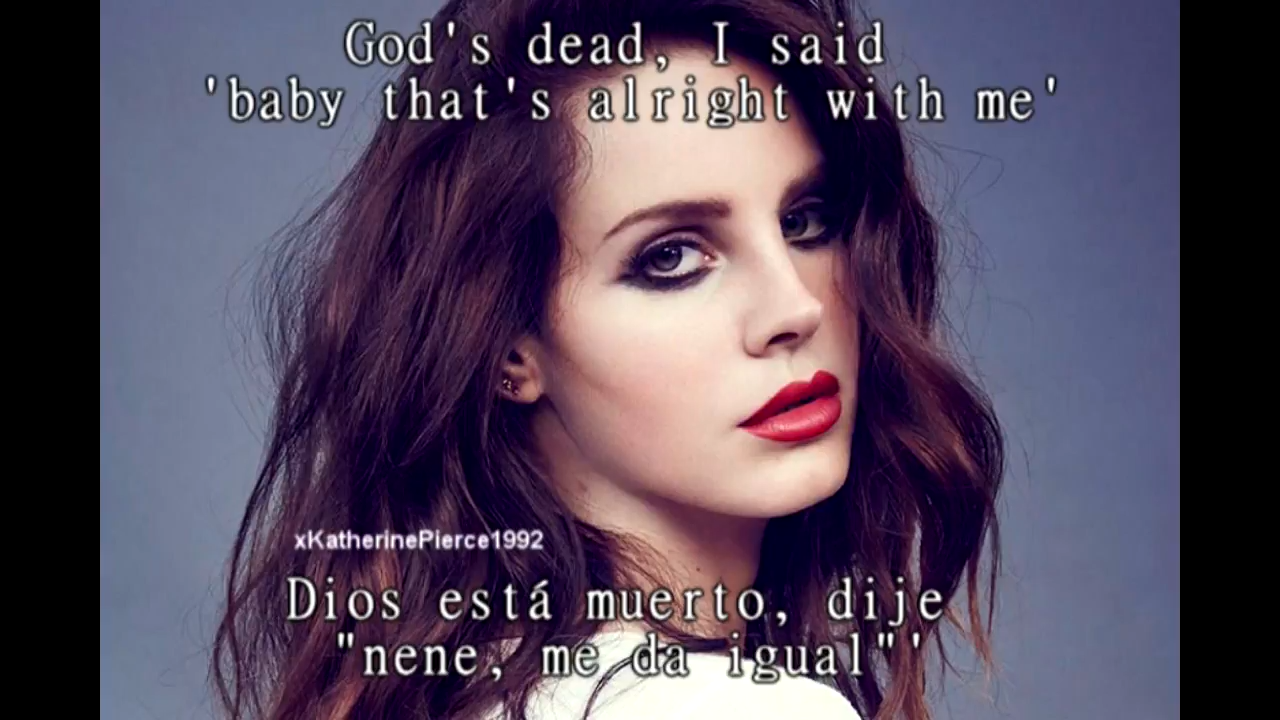 God's dead, I said
'baby that's alright with me'
xKatherinePierce1992
Dios está muerto, dije
"nene, me da igual"'